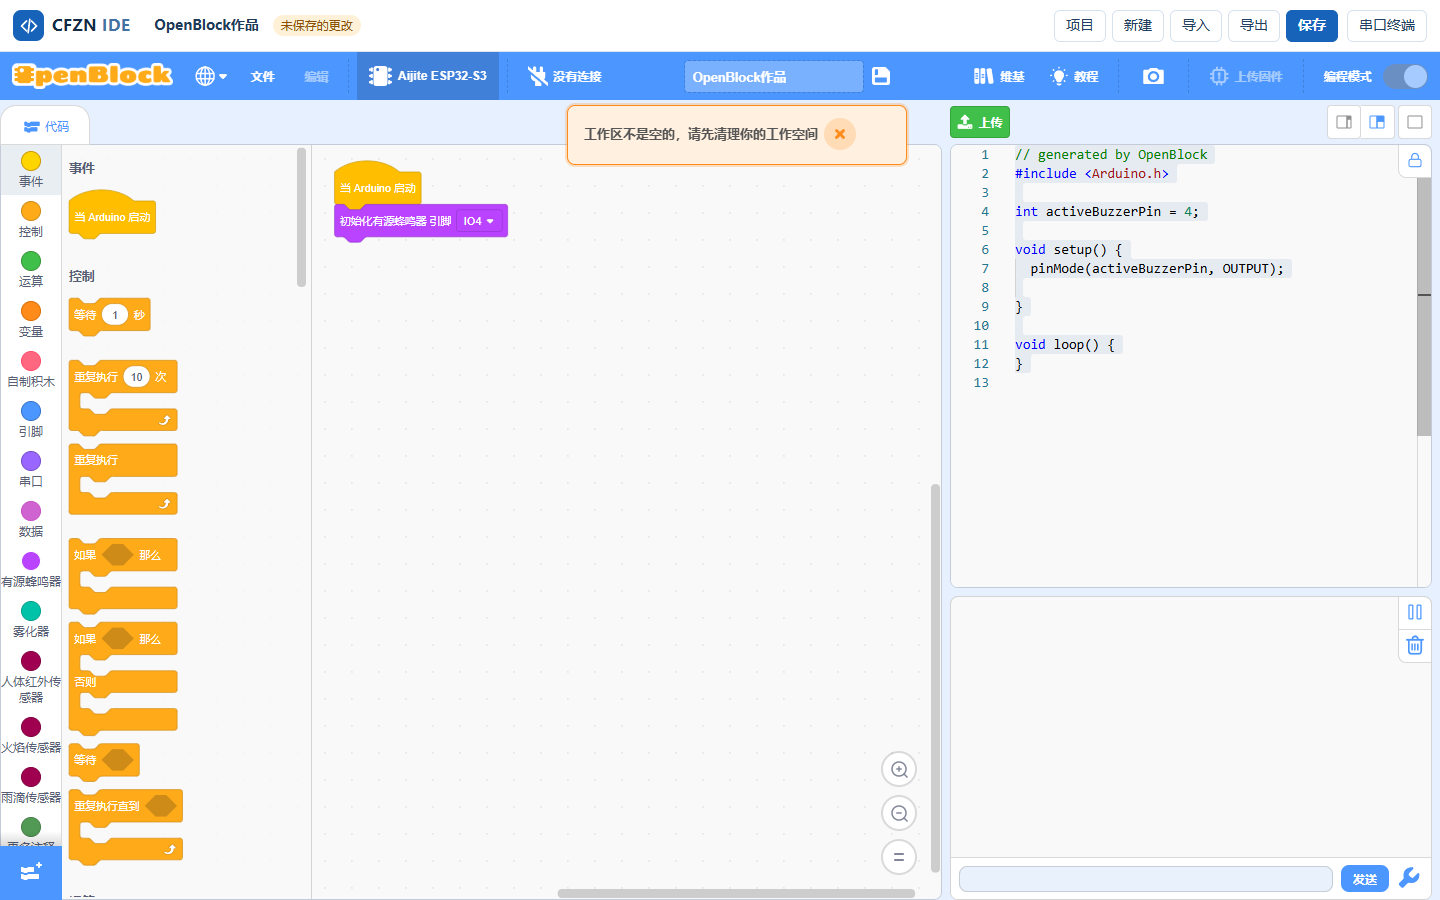 CFZN IDE
OpenBlock作品
未保存的更改
项目
新建
导入
导出
保存
串口终端
OpenBlock
文件
编辑
Aijite ESP32-S3
没有连接
OpenBlock作品
维基
教程
上传固件
编程模式
代码
工作区不是空的，请先清理你的工作空间
上传
事件
控制
运算
变量
自制积木
引脚
串口
数据
有源蜂鸣器
雾化器
人体红外传
感器
火焰传感器
雨滴传感器
事件
当 Arduino 启动
控制
等待 1 秒
重复执行 10 次
重复执行
如果 那么
如果 那么
否则
等待
重复执行直到
当 Arduino 启动
初始化有源蜂鸣器 引脚 IO4
1 // generated by OpenBlock
2 #include <Arduino.h>
3
4 int activeBuzzerPin = 4;
5
6 void setup() {
7 pinMode(activeBuzzerPin, OUTPUT);
8
9 }
10
11 void loop() {
12 }
13
发送